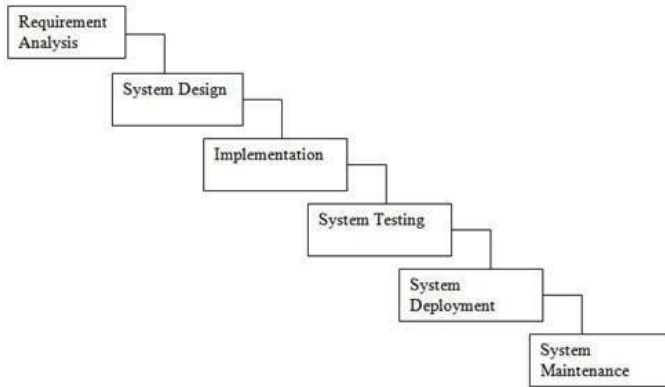 Requirement
Analysis
System Design
Implementation
System Testing
System
Deployment
System
Maintenance